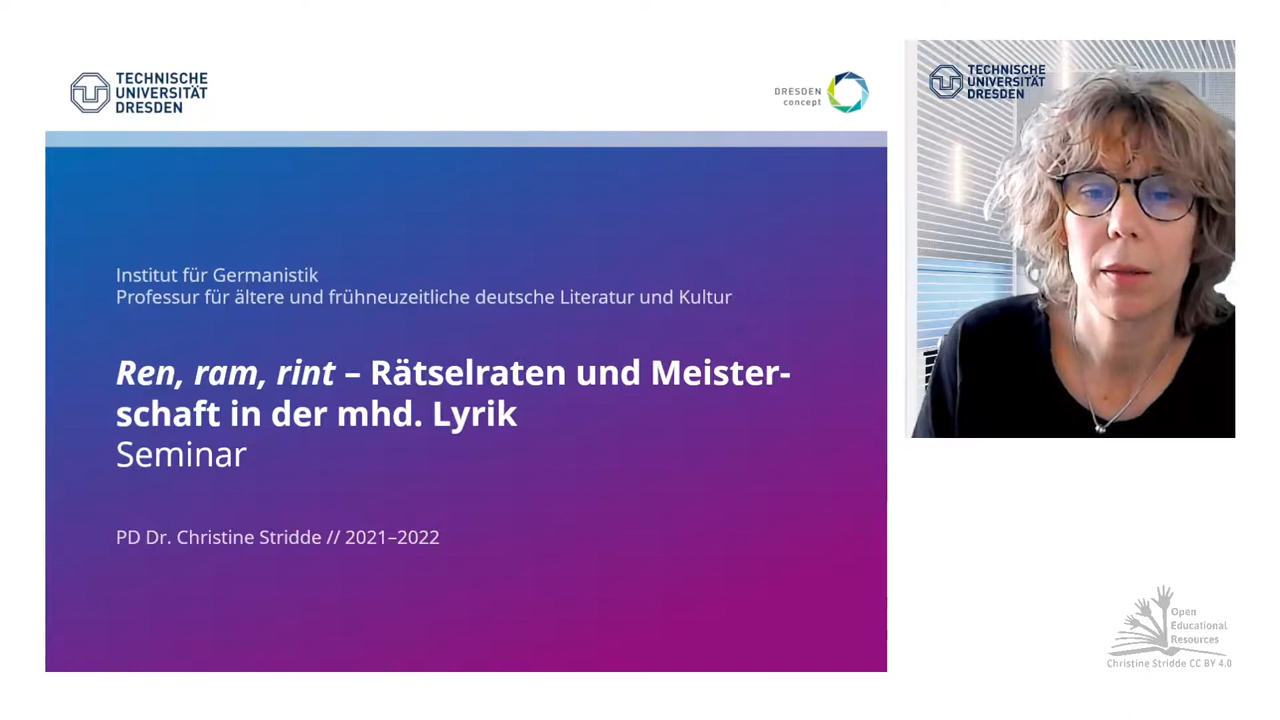 TECHNISCHE
UNIVERSITÄT
DRESDEN
DRESDEN
concept
TECHNISCHE
UNIVERSITÄT
DRESDEN
Institut für Germanistik
Professur für ältere und frühneuzeitliche deutsche Literatur und Kultur
Ren, ram, rint – Rätselraten und Meister-
schaft in der mhd. Lyrik
Seminar
PD Dr. Christine Stridde // 2021–2022
Open
Educational
Resources
Christine Stridde CC BY 4.0